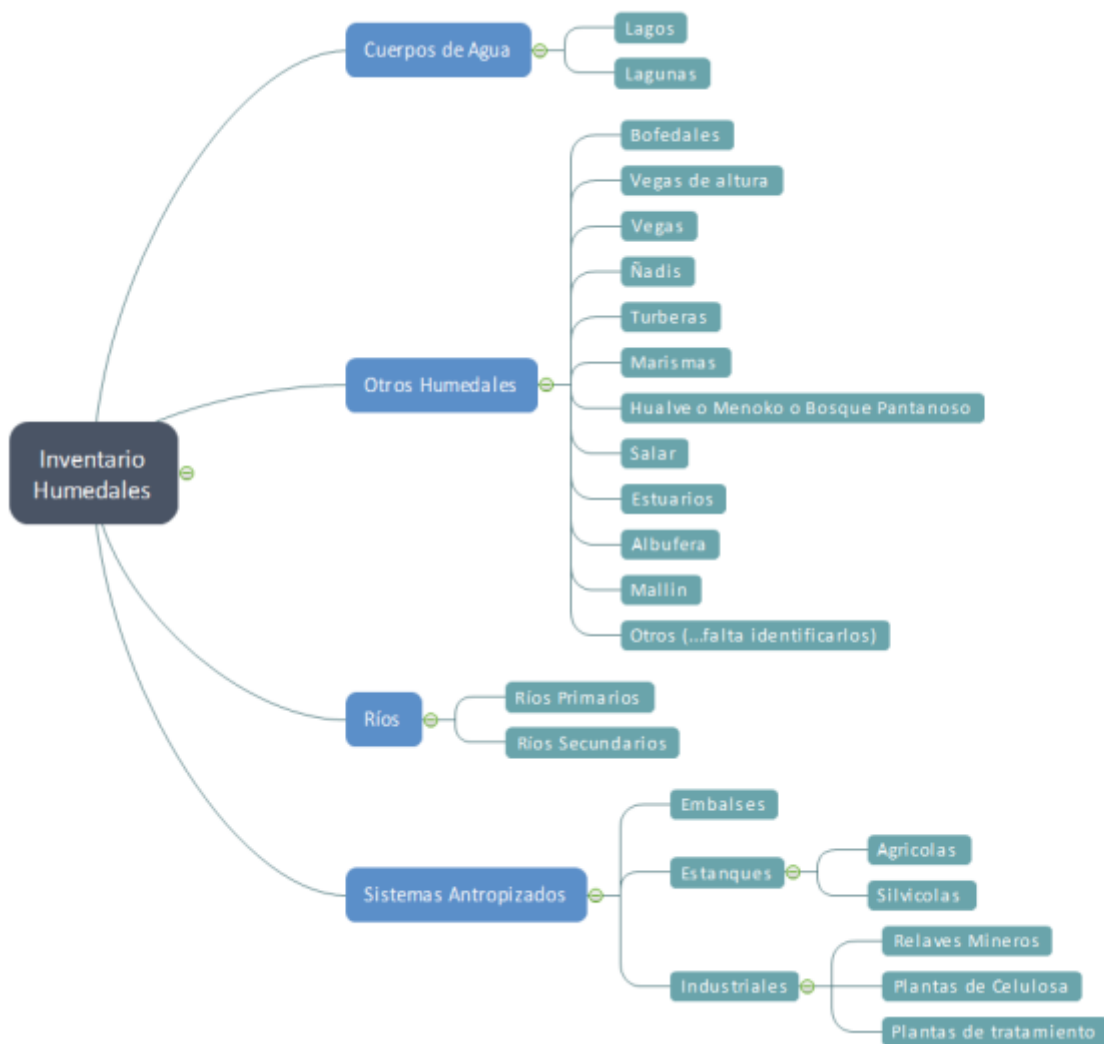 Cuerpos de Agua
Lagos
Lagunas
Otros Humedales
Bofedales
Vegas de altura
Vegas
Ñadis
Turberas
Marismas
Hualve o Menoko o Bosque Pantanoso
Salar
Estuarios
Albufera
Mallin
Otros (...falta identificarlos)
Inventario
Humedales
Ríos
Ríos Primarios
Ríos Secundarios
Sistemas Antropizados
Embalses
Estanques
Agricolas
Silvicolas
Industriales
Relaves Mineros
Plantas de Celulosa
Plantas de tratamiento